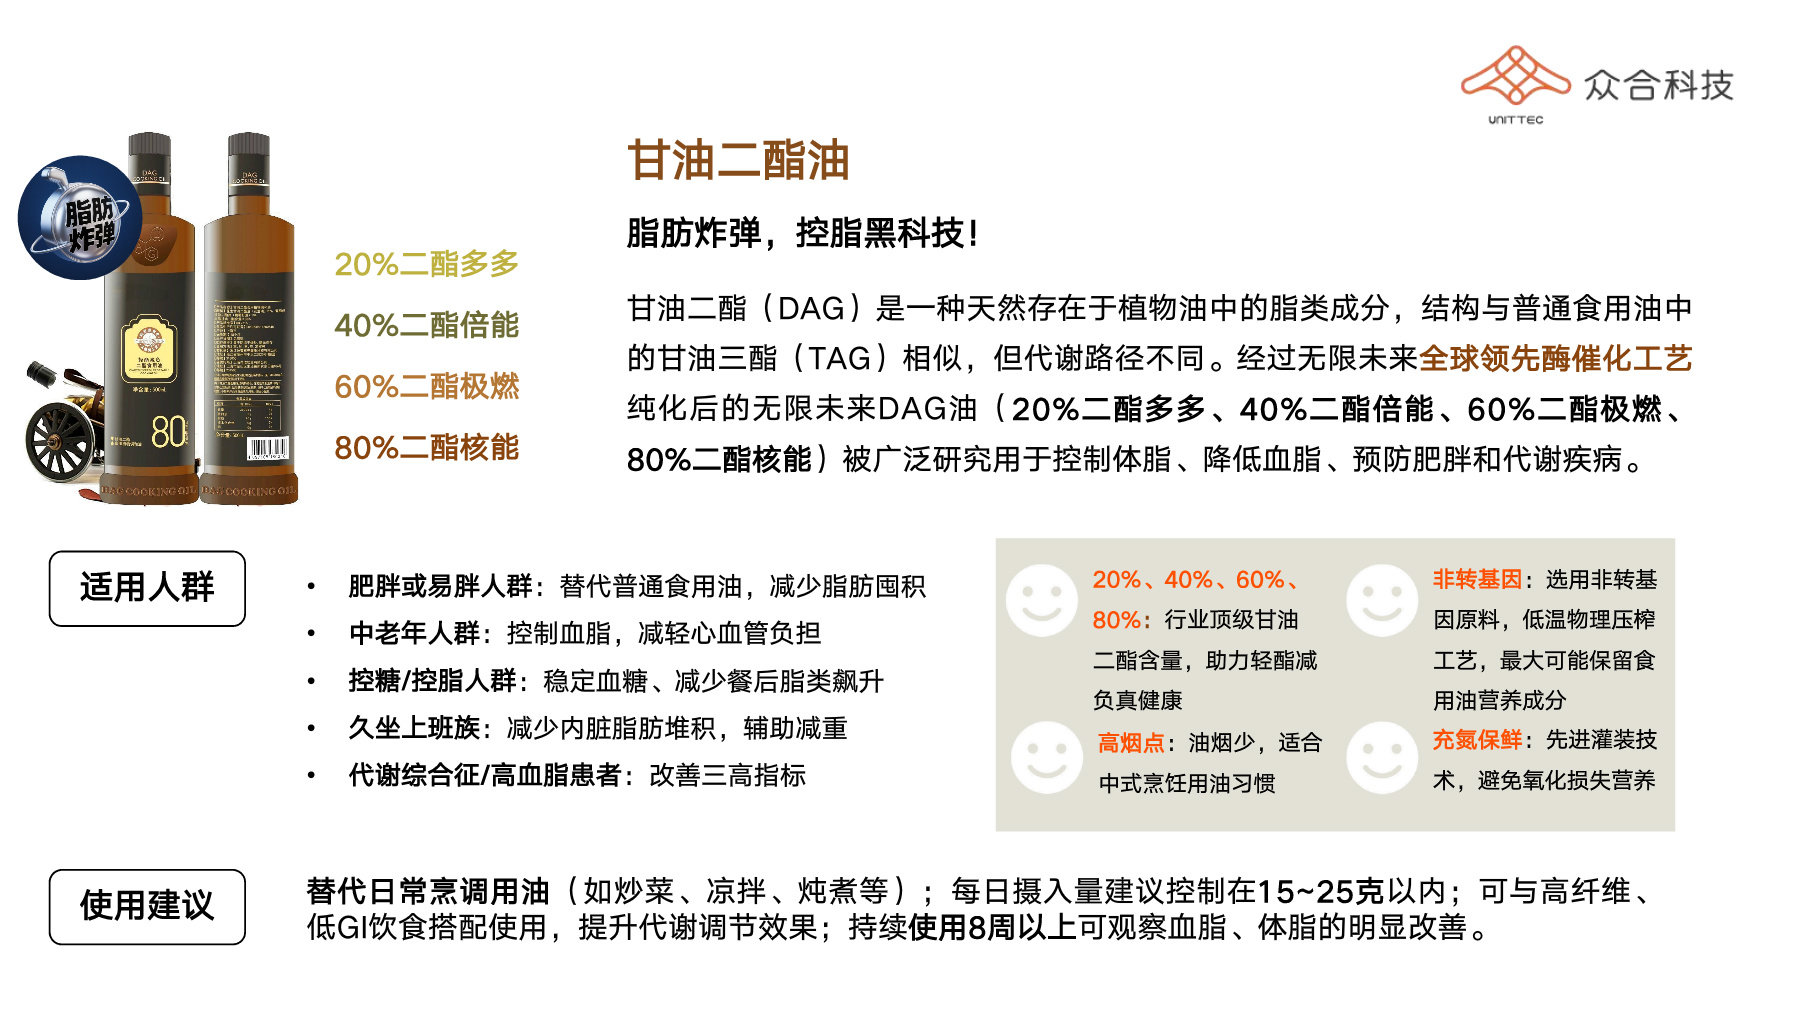 众合科技
UNITTEC
甘油二酯油
脂肪炸弹，控脂黑科技！
脂肪
炸弹
DAG
COOKING OIL
DAG
COOKING OIL
二酯食用油
净含量：500mL
80
DAG COOKING OIL
DAG COOKING OIL
20%二酯多多
40%二酯倍能
60%二酯极燃
80%二酯核能
甘油二酯（DAG）是一种天然存在于植物油中的脂类成分，结构与普通食用油中
的甘油三酯（TAG）相似，但代谢路径不同。经过无限未来全球领先酶催化工艺
纯化后的无限未来DAG油（20%二酯多多、40%二酯倍能、60%二酯极燃、
80%二酯核能）被广泛研究用于控制体脂、降低血脂、预防肥胖和代谢疾病。
适用人群
• 肥胖或易胖人群：替代普通食用油，减少脂肪囤积
• 中老年人群：控制血脂，减轻心血管负担
• 控糖/控脂人群：稳定血糖、减少餐后脂类飙升
• 久坐上班族：减少内脏脂肪堆积，辅助减重
• 代谢综合征/高血脂患者：改善三高指标
20%、40%、60%、
80%：行业顶级甘油
二酯含量，助力轻酯减
负真健康
高烟点：油烟少，适合
中式烹饪用油习惯
非转基因：选用非转基
因原料，低温物理压榨
工艺，最大可能保留食
用油营养成分
充氮保鲜：先进灌装技
术，避免氧化损失营养
使用建议
替代日常烹调用油（如炒菜、凉拌、炖煮等）；每日摄入量建议控制在15~25克以内；可与高纤维、
低GI饮食搭配使用，提升代谢调节效果；持续使用8周以上可观察血脂、体脂的明显改善。